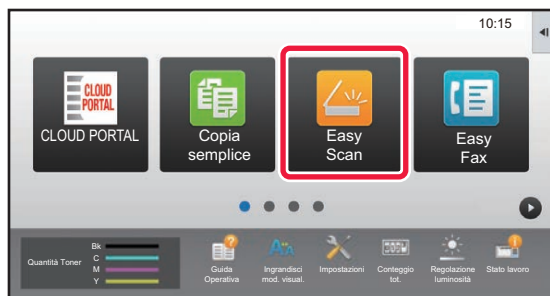 10:15
CLOUD
PORTAL
CLOUD PORTAL
Copia
semplice
Easy
Scan
Easy
Fax
Quantità Toner
Bk
C
M
Y
Guida
Operativa
Ingrandisci
mod. visual.
Impostazioni
Conteggio
tot.
Regolazione
luminosità
Stato lavoro